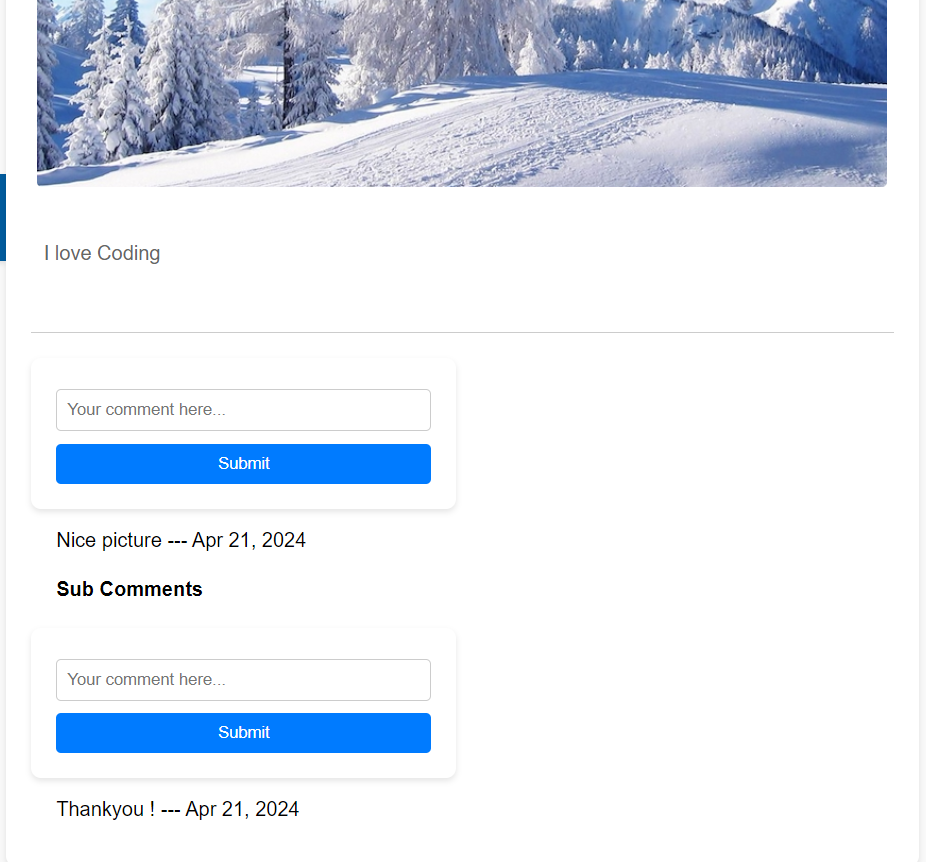 I love Coding
Your comment here...
Submit
Nice picture --- Apr 21, 2024
Sub Comments
Your comment here...
Submit
Thankyou ! --- Apr 21, 2024